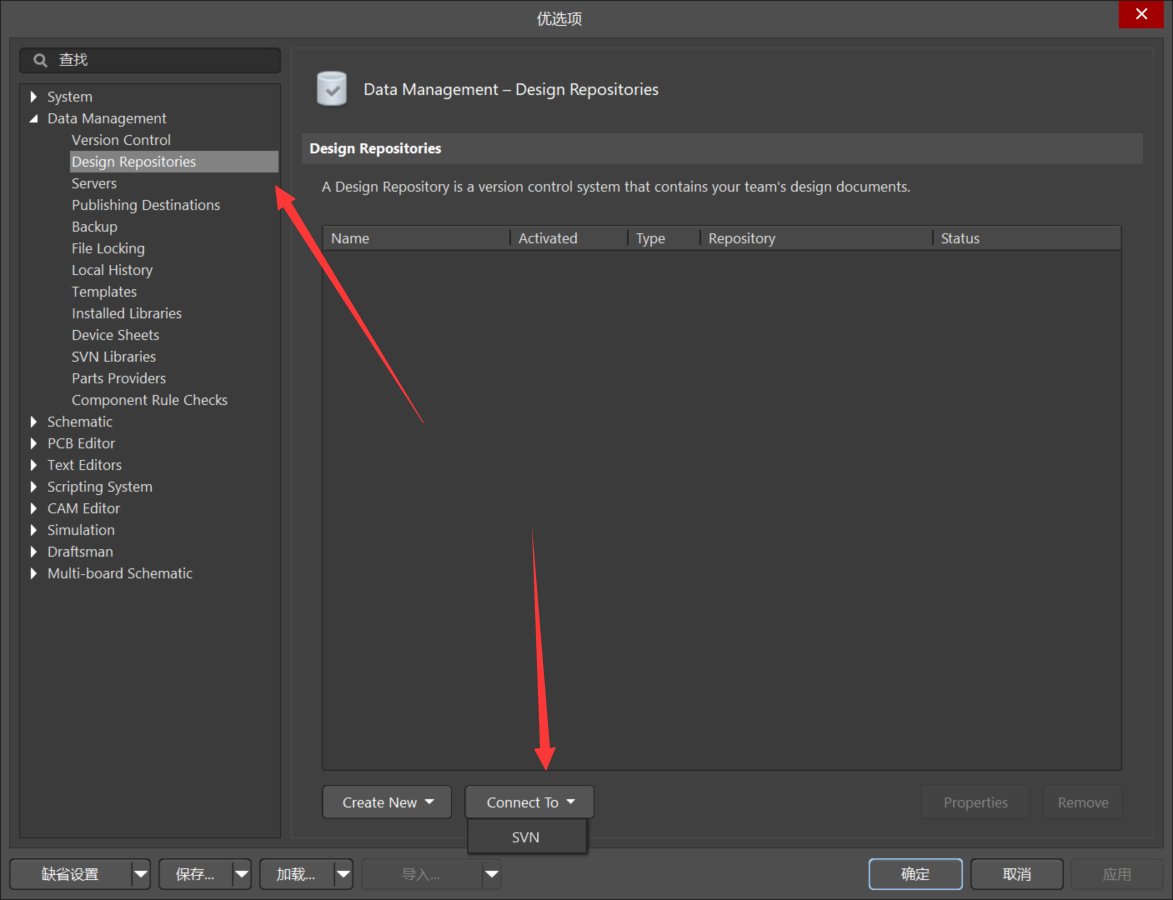 优选项
查找
System
Data Management
Version Control
Design Repositories
Servers
Publishing Destinations
Backup
File Locking
Local History
Templates
Installed Libraries
Device Sheets
SVN Libraries
Parts Providers
Component Rule Checks
Schematic
PCB Editor
Text Editors
Scripting System
CAM Editor
Simulation
Draftsman
Multi-board Schematic
Data Management – Design Repositories
Design Repositories
A Design Repository is a version control system that contains your team's design documents.
Name Activated Type Repository Status
Create New Connect To Properties Remove
SVN
缺省设置 保存... 加载... 导入... 确定 取消 应用